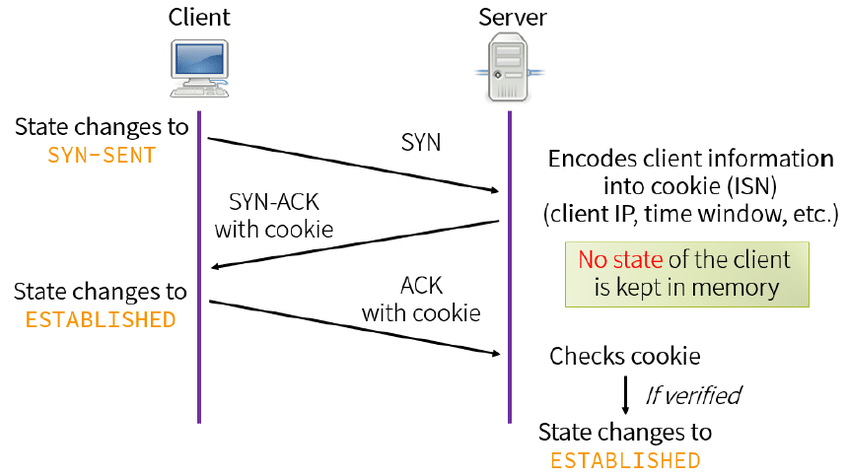 Client
Server
State changes to
SYN-SENT
SYN
Encodes client information
into cookie (ISN)
(client IP, time window, etc.)
SYN-ACK
with cookie
No state of the client
is kept in memory
State changes to
ESTABLISHED
ACK
with cookie
Checks cookie
If verified
State changes to
ESTABLISHED